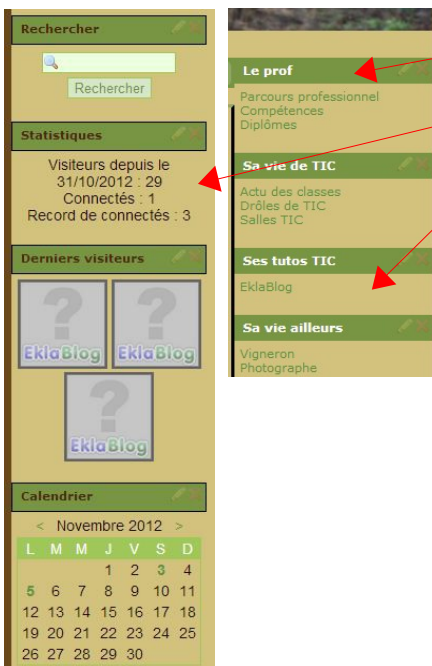 Rechercher
Rechercher
Statistiques
Visiteurs depuis le
31/10/2012 : 29
Connectés : 1
Record de connectés : 3
Derniers visiteurs
?
?
EklaBlog
EklaBlog
?
EklaBlog
Calendrier
< Novembre 2012 >
L M M J V S D
1 2 3 4
5 6 7 8 9 10 11
12 13 14 15 16 17 18
19 20 21 22 23 24 25
26 27 28 29 30
Le prof
Parcours professionnel
Compétences
Diplômes
Sa vie de TIC
Actu des classes
Drôles de TIC
Salles TIC
Ses tutos TIC
EklaBlog
Sa vie ailleurs
Vigneron
Photographe